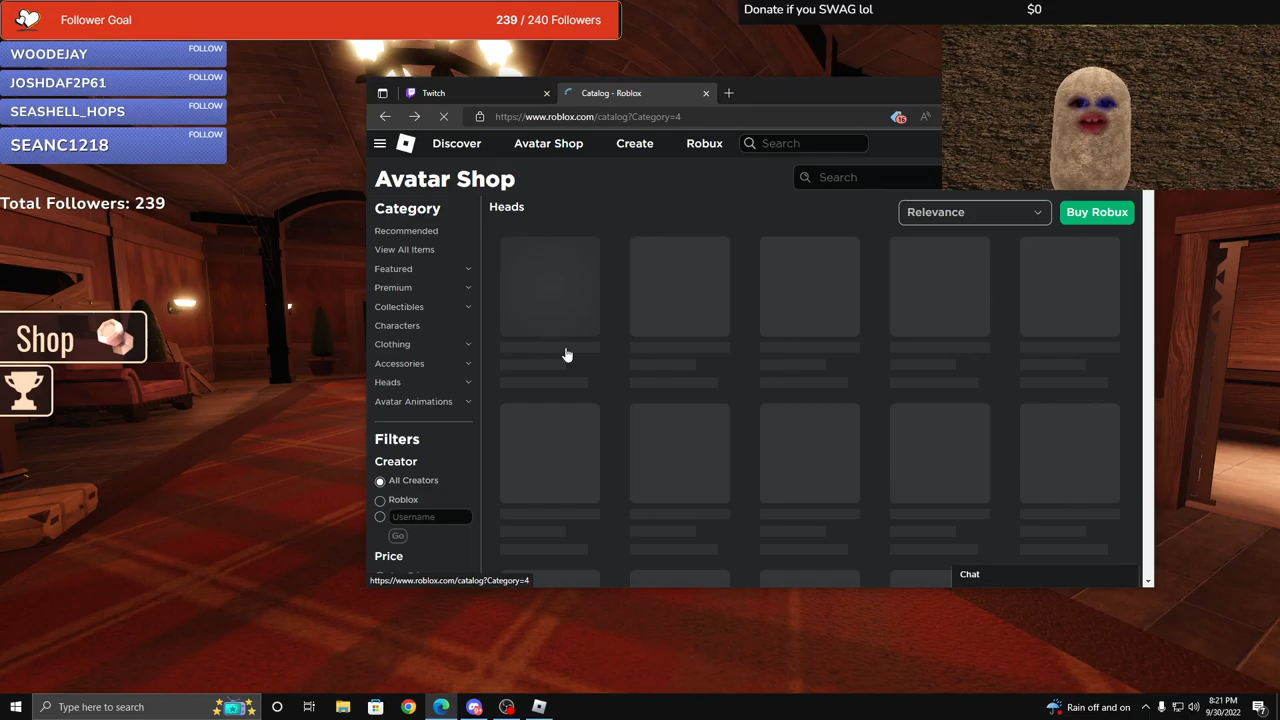 Follower Goal
239 / 240 Followers
Donate if you SWAG lol
$0
WOODEJAY
FOLLOW
JOSHDAF2P61
FOLLOW
SEASHELL_HOPS
FOLLOW
SEANC1218
FOLLOW
Total Followers: 239
Shop
Twitch
Catalog - Roblox
https://www.roblox.com/catalog?Category=4
16
Discover
Avatar Shop
Create
Robux
Search
Avatar Shop
Search
Category
Heads
Relevance
Buy Robux
Recommended
View All Items
Featured
Premium
Collectibles
Characters
Clothing
Accessories
Heads
Avatar Animations
Filters
Creator
All Creators
Roblox
Username
Go
Price
https://www.roblox.com/catalog?Category=4
Chat
Type here to search
Rain off and on
8:21 PM
9/30/2022
7